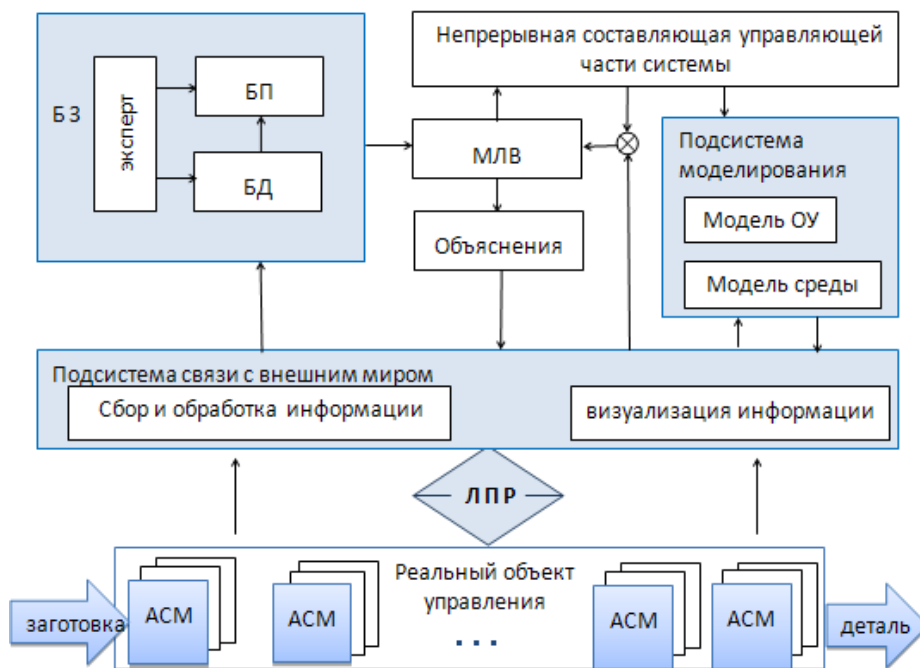 Непрерывная составляющая управляющей
части системы
БЗ
эксперт
БП
БД
МЛВ
Объяснения
Подсистема
моделирования
Модель ОУ
Модель среды
Подсистема связи с внешним миром
Сбор и обработка информации
визуализация информации
ЛПР
Реальный объект
управления
заготовка
АСМ
АСМ
...
АСМ
АСМ
деталь